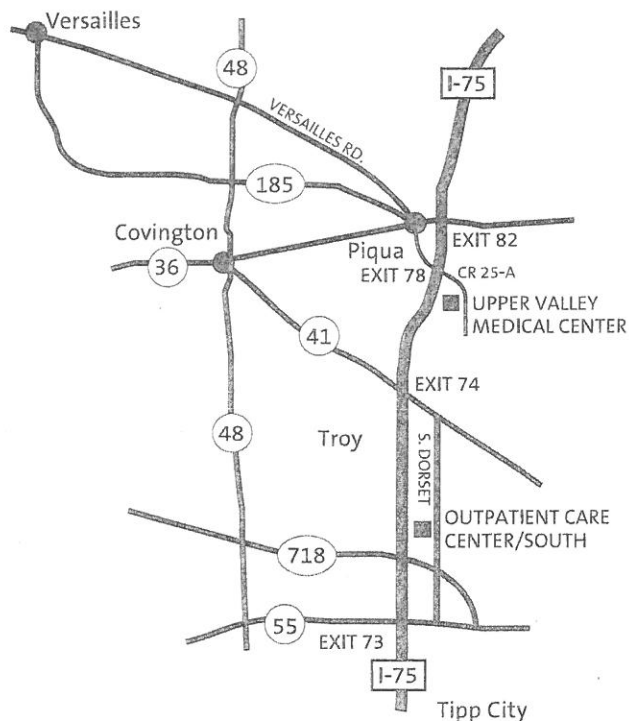 Versailles
48
I-75
VERSAILLES RD.
185
Covington
Piqua
EXIT 82
36
EXIT 78
CR 25-A
UPPER VALLEY
MEDICAL CENTER
41
EXIT 74
48
Troy
S. DORSET
OUTPATIENT CARE
CENTER/SOUTH
718
55
EXIT 73
I-75
Tipp City